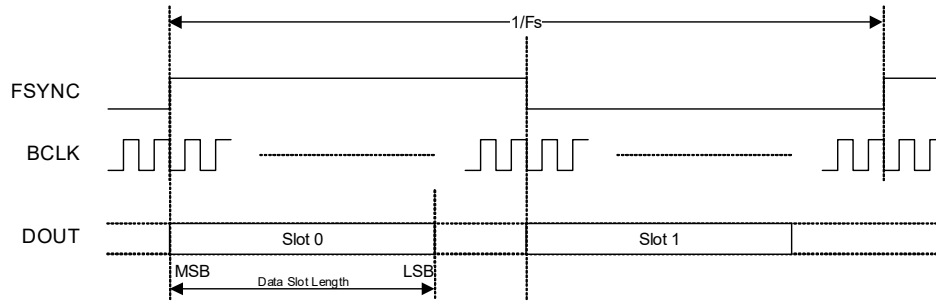 1/Fs
FSYNC
BCLK
DOUT
Slot 0
Slot 1
MSB
LSB
Data Slot Length